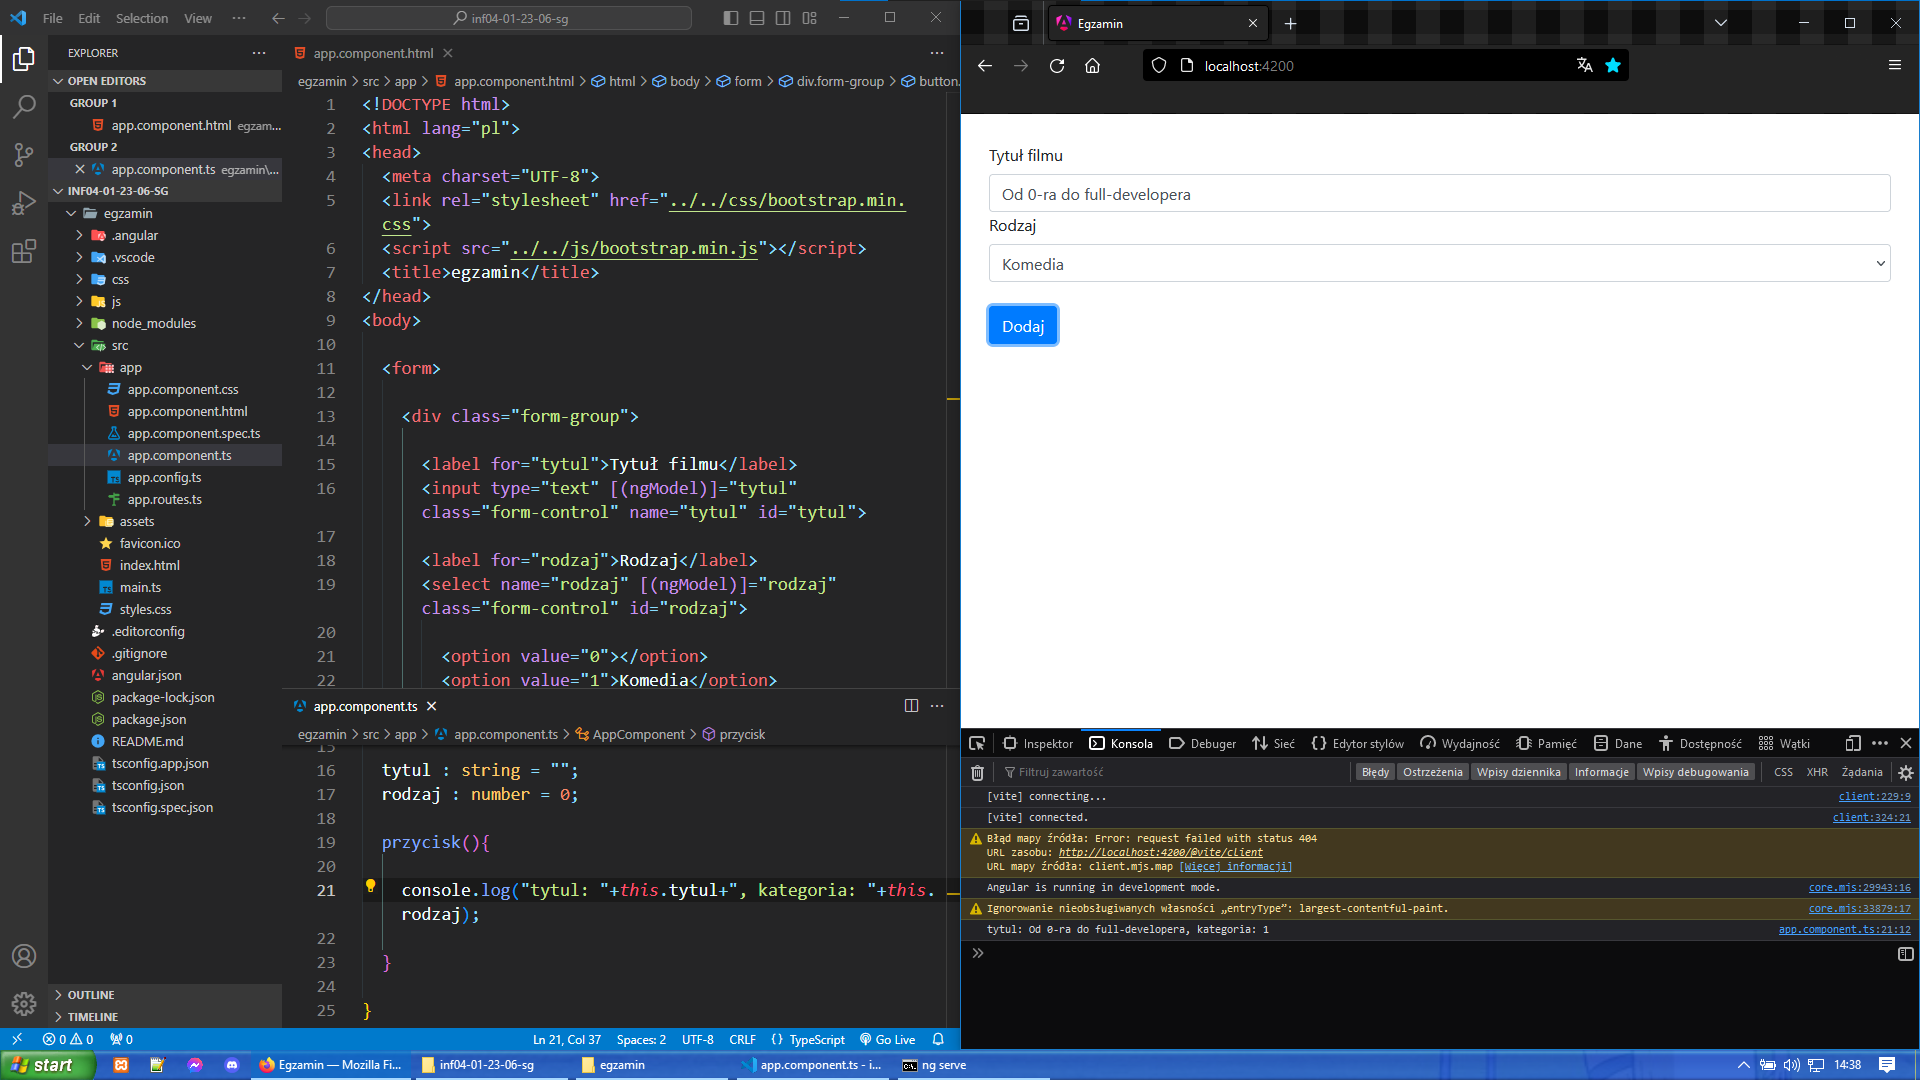 File Edit Selection View ··· inf04-01-23-06-sg
EXPLORER
OPEN EDITORS
GROUP 1
app.component.html egzam...
GROUP 2
app.component.ts egzamin\...
INF04-01-23-06-SG
egzamin
.angular
.vscode
css
js
node_modules
src
app
app.component.css
app.component.html
app.component.spec.ts
app.component.ts
app.config.ts
app.routes.ts
assets
favicon.ico
index.html
main.ts
styles.css
.editorconfig
.gitignore
angular.json
package-lock.json
package.json
README.md
tsconfig.app.json
tsconfig.json
tsconfig.spec.json
OUTLINE
TIMELINE
app.component.html
egzamin > src > app > app.component.html > html > body > form > div.form-group > button.
1 <!DOCTYPE html>
2 <html lang="pl">
3 <head>
4 <meta charset="UTF-8">
5 <link rel="stylesheet" href="../../css/bootstrap.min.
css">
6 <script src="../../js/bootstrap.min.js"></script>
7 <title>egzamin</title>
8 </head>
9 <body>
10
11 <form>
12
13 <div class="form-group">
14
15 <label for="tytul">Tytuł filmu</label>
16 <input type="text" [(ngModel)]="tytul"
class="form-control" name="tytul" id="tytul">
17
18 <label for="rodzaj">Rodzaj</label>
19 <select name="rodzaj" [(ngModel)]="rodzaj"
class="form-control" id="rodzaj">
20
21 <option value="0"></option>
22 <option value="1">Komedia</option>
app.component.ts
egzamin > src > app > app.component.ts > AppComponent > przycisk
15
16 tytul : string = "";
17 rodzaj : number = 0;
18
19 przycisk(){
20
21 console.log("tytul: "+this.tytul+", kategoria: "+this.
rodzaj);
22
23 }
24
25 }
0 0 0 Ln 21, Col 37 Spaces: 2 UTF-8 CRLF { } TypeScript Go Live
Egzamin
localhost:4200
Tytuł filmu
Od 0-ra do full-developera
Rodzaj
Komedia
Dodaj
Inspektor Konsola Debuger Sieć Edytor stylów Wydajność Pamięć Dane Dostępność Wątki
Filtruj zawartość Błędy Ostrzeżenia Wpisy dziennika Informacje Wpisy debugowania CSS XHR Żądania
[vite] connecting... client:229:9
[vite] connected. client:324:21
Błąd mapy źródła: Error: request failed with status 404
URL zasobu: http://localhost:4200/@vite/client
URL mapy źródła: client.mjs.map [Więcej informacji]
Angular is running in development mode. core.mjs:29943:16
Ignorowanie nieobsługiwanych własności „entryType”: largest-contentful-paint. core.mjs:33879:17
tytul: Od 0-ra do full-developera, kategoria: 1 app.component.ts:21:12
start Egzamin — Mozilla Fi... inf04-01-23-06-sg egzamin app.component.ts - i... ng serve 14:38